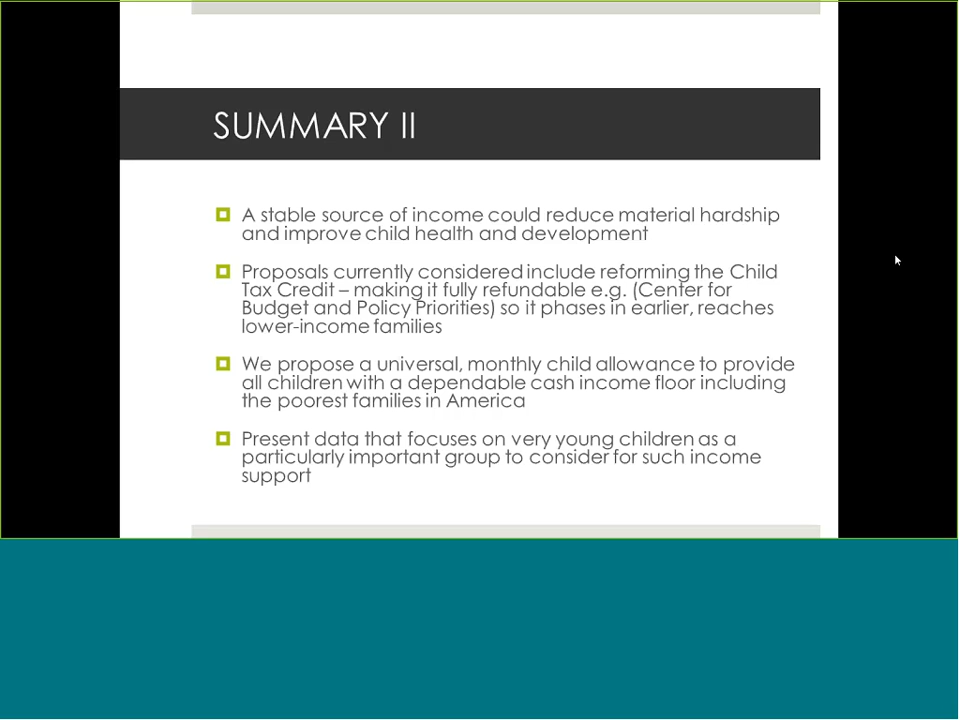 SUMMARY II
A stable source of income could reduce material hardship
and improve child health and development
Proposals currently considered include reforming the Child
Tax Credit – making it fully refundable e.g. (Center for
Budget and Policy Priorities) so it phases in earlier, reaches
lower-income families
We propose a universal, monthly child allowance to provide
all children with a dependable cash income floor including
the poorest families in America
Present data that focuses on very young children as a
particularly important group to consider for such income
support